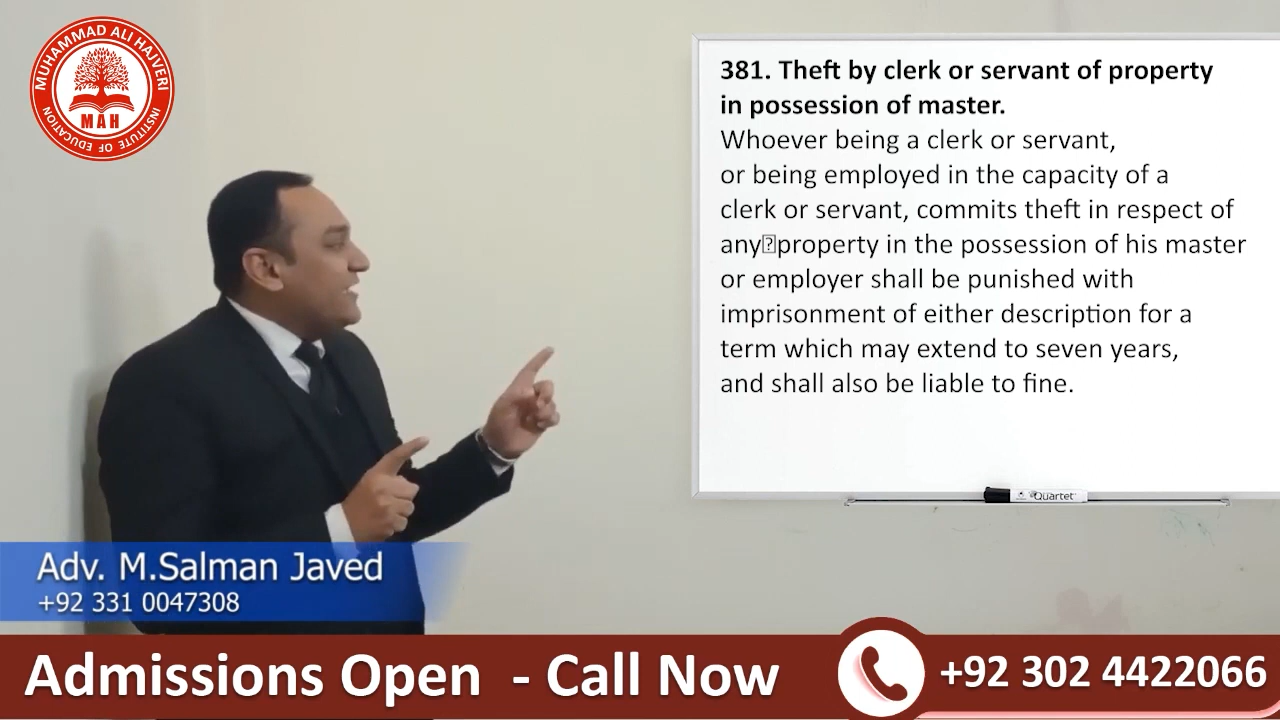 MUHAMMAD ALI HAJVERI
INSTITUTE OF EDUCATION
MAH
381. Theft by clerk or servant of property
in possession of master.
Whoever being a clerk or servant,
or being employed in the capacity of a
clerk or servant, commits theft in respect of
any⍰property in the possession of his master
or employer shall be punished with
imprisonment of either description for a
term which may extend to seven years,
and shall also be liable to fine.
Quartet
Adv. M.Salman Javed
+92 331 0047308
Admissions Open - Call Now
+92 302 4422066